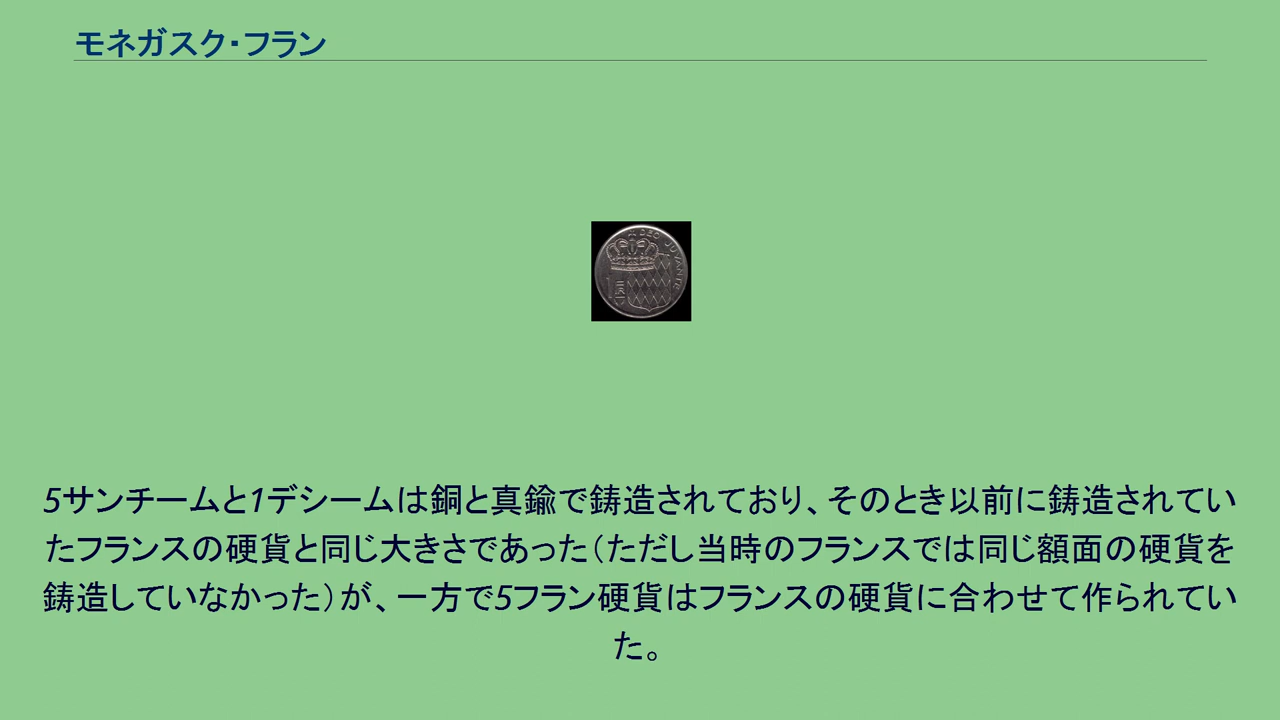 モネガスク・フラン
DEO JUVANTE
5サンチームと1デシームは銅と真鍮で鋳造されており、そのとき以前に鋳造されてい
たフランスの硬貨と同じ大きさであった（ただし当時のフランスでは同じ額面の硬貨を
鋳造していなかった）が、一方で5フラン硬貨はフランスの硬貨に合わせて作られてい
た。